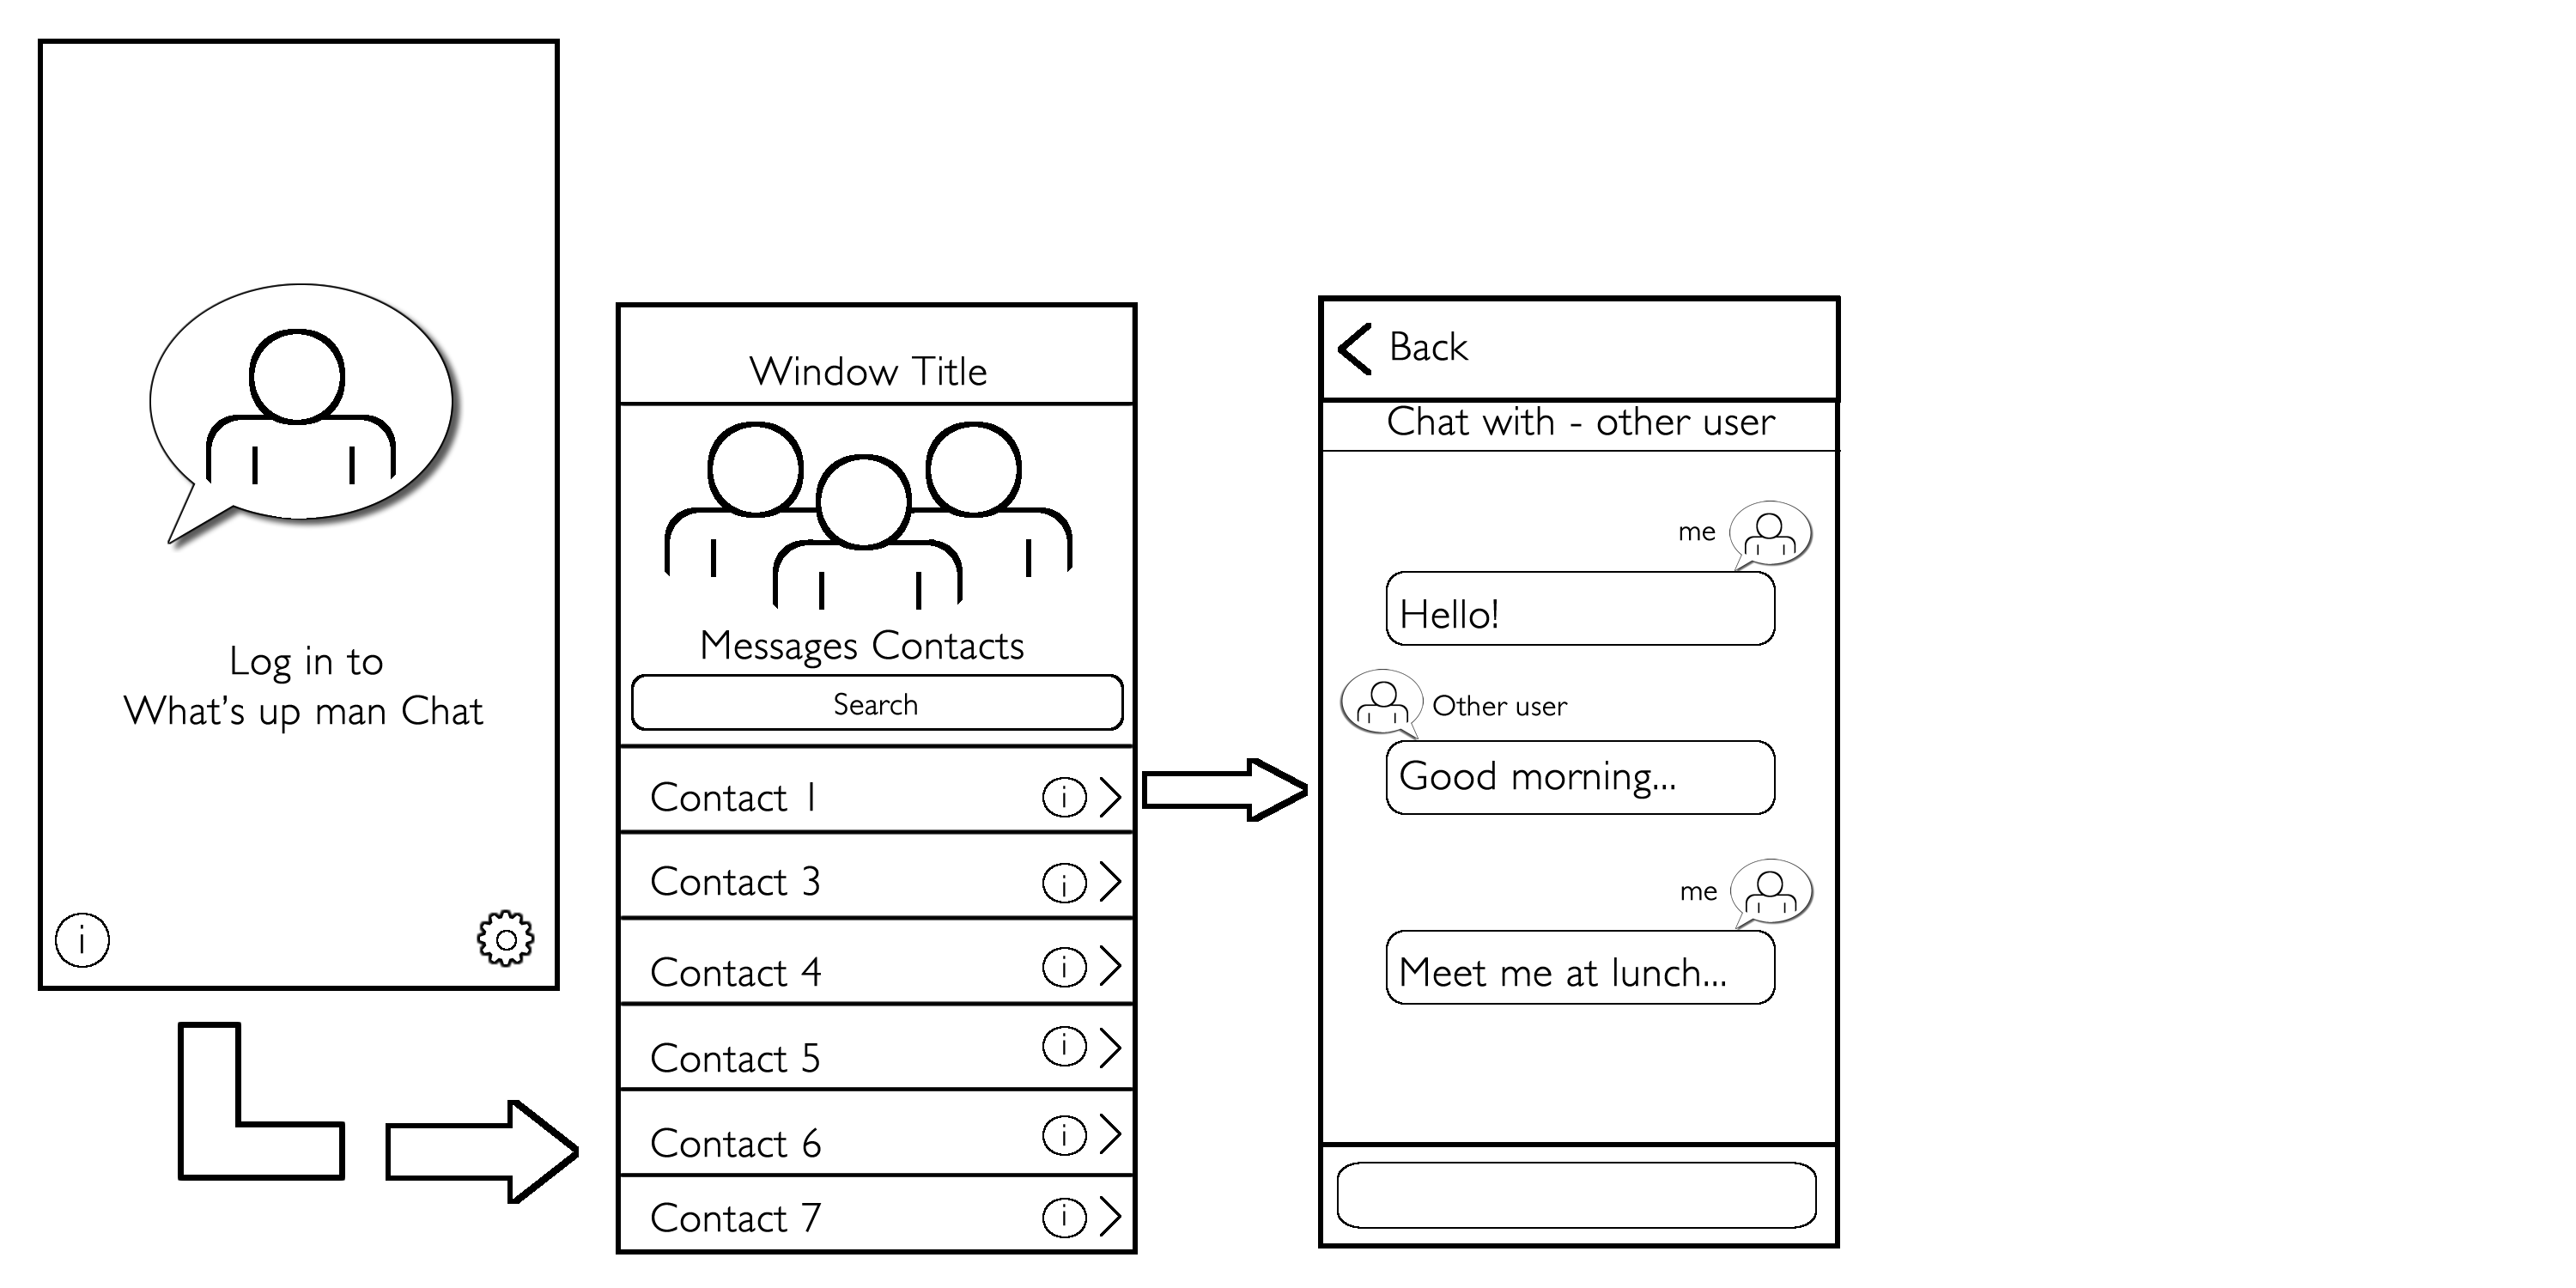 Log in to
What's up man Chat
i
Window Title
Messages Contacts
Search
Contact 1
i
Contact 3
i
Contact 4
i
Contact 5
i
Contact 6
i
Contact 7
i
Back
Chat with - other user
me
Hello!
Other user
Good morning...
me
Meet me at lunch...